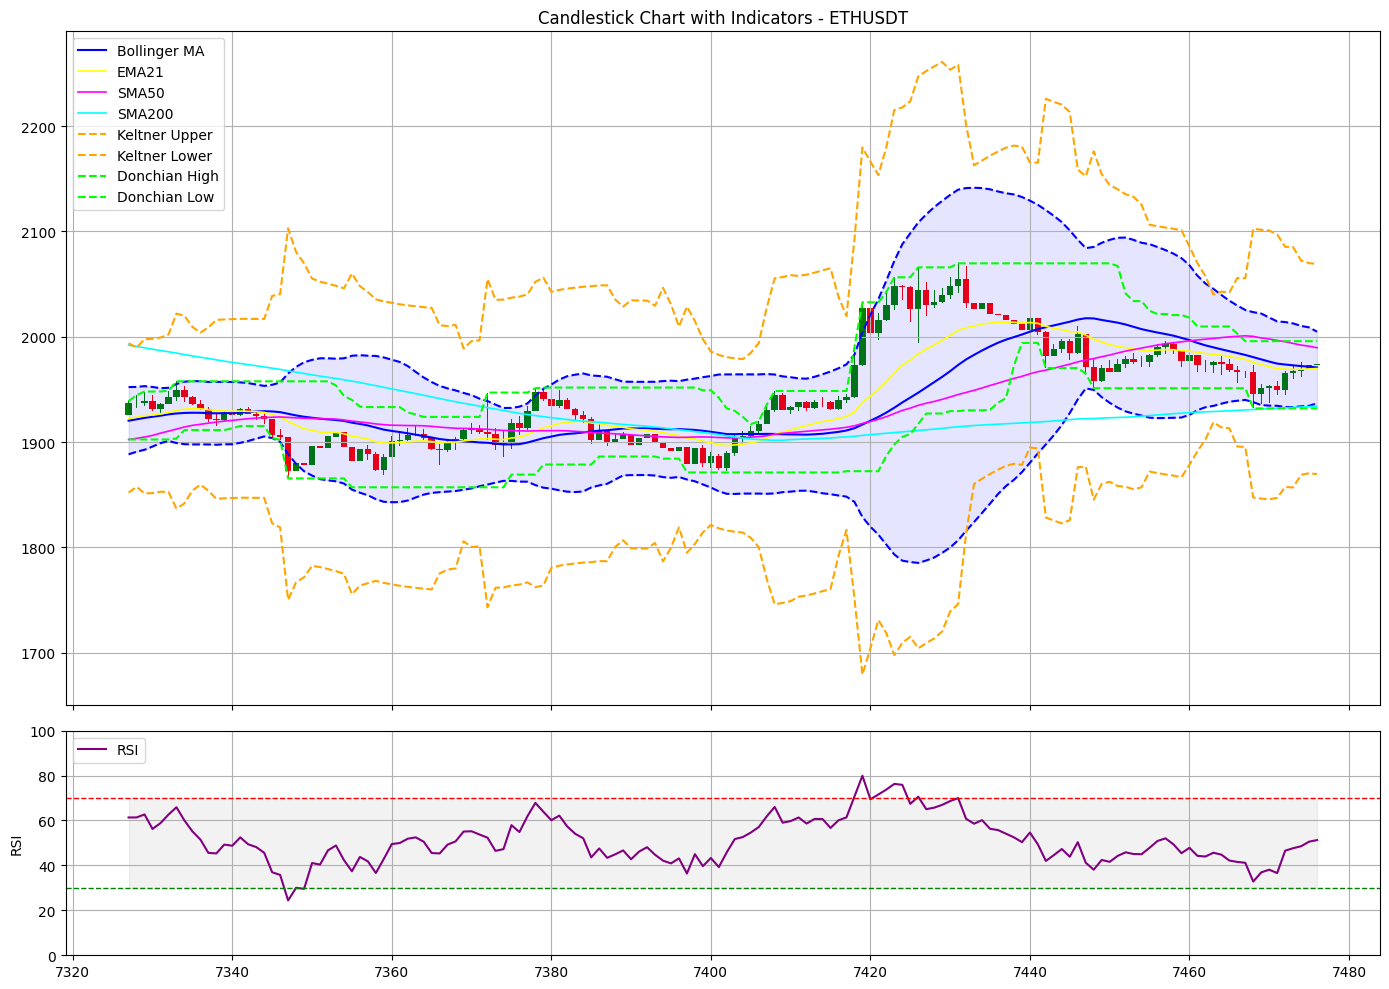 Candlestick Chart with Indicators - ETHUSDT
Bollinger MA
EMA21
SMA50
SMA200
Keltner Upper
Keltner Lower
Donchian High
Donchian Low
2200
2100
2000
1900
1800
1700
RSI
100
80
60
40
20
0
RSI
7320 7340 7360 7380 7400 7420 7440 7460 7480